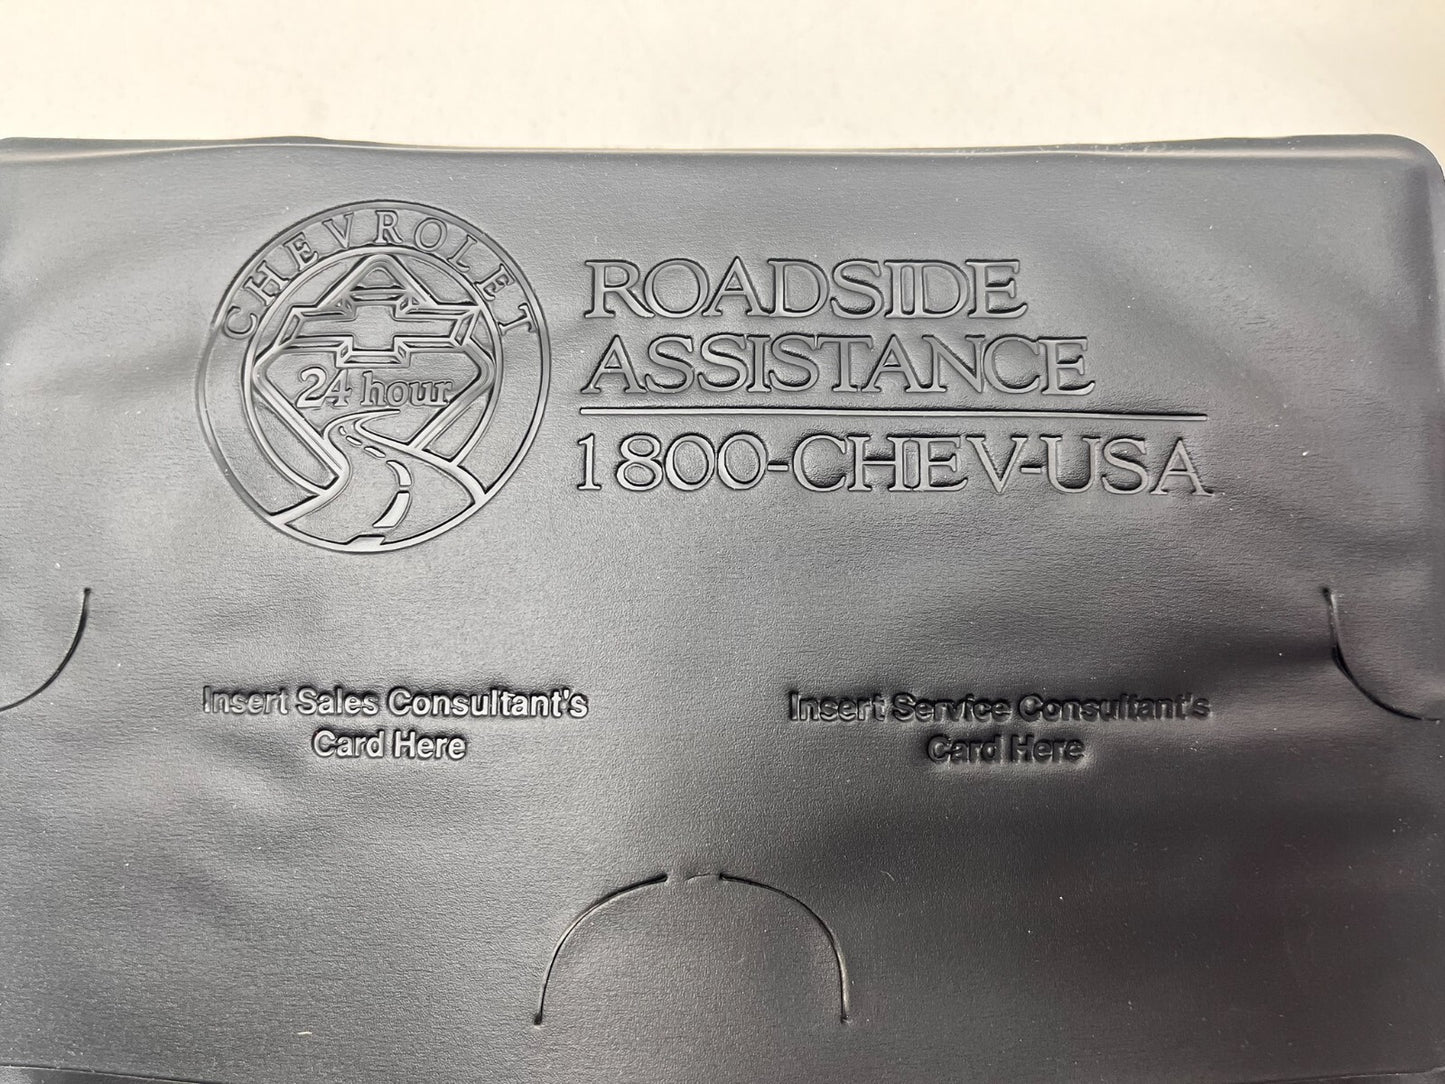 CHEVROLET
24 hour
ROADSIDE
ASSISTANCE
1800-CHEV-USA
Insert Sales Consultant's
Card Here
Insert Service Consultant's
Card Here